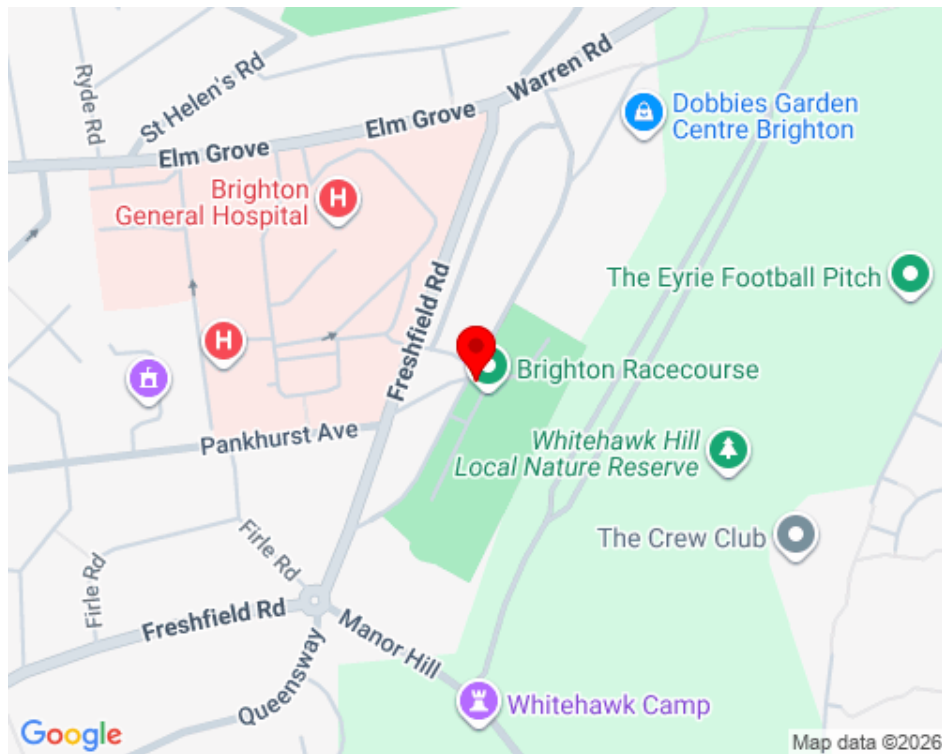 Ryde Rd
St Helen's Rd
Warren Rd
Elm Grove
Elm Grove
Dobbies Garden
Centre Brighton
Brighton
General Hospital
H
The Eyrie Football Pitch
Freshfield Rd
H
Brighton Racecourse
Pankhurst Ave
Whitehawk Hill
Local Nature Reserve
The Crew Club
Firle Rd
Firle Rd
Freshfield Rd
Manor Hill
Queensway
Whitehawk Camp
Google
Map data ©2026